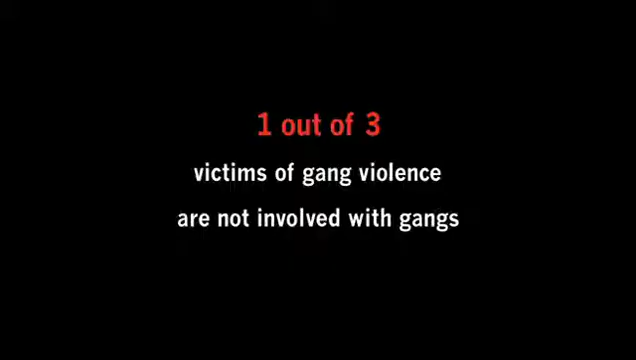 1 out of 3
victims of gang violence
are not involved with gangs